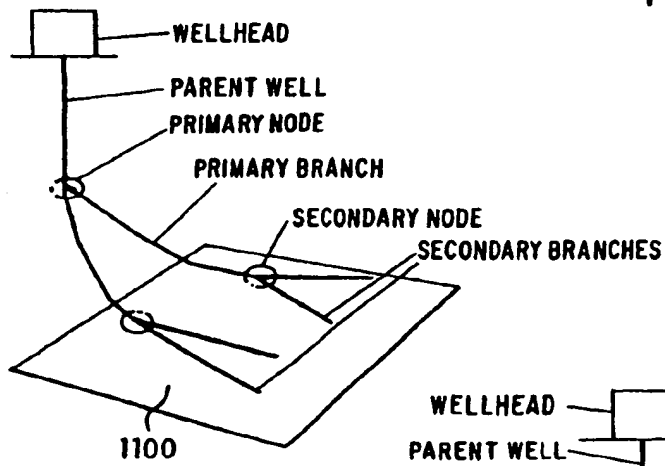 WELLHEAD
PARENT WELL
PRIMARY NODE
PRIMARY BRANCH
SECONDARY NODE
SECONDARY BRANCHES
1100
WELLHEAD
PARENT WELL